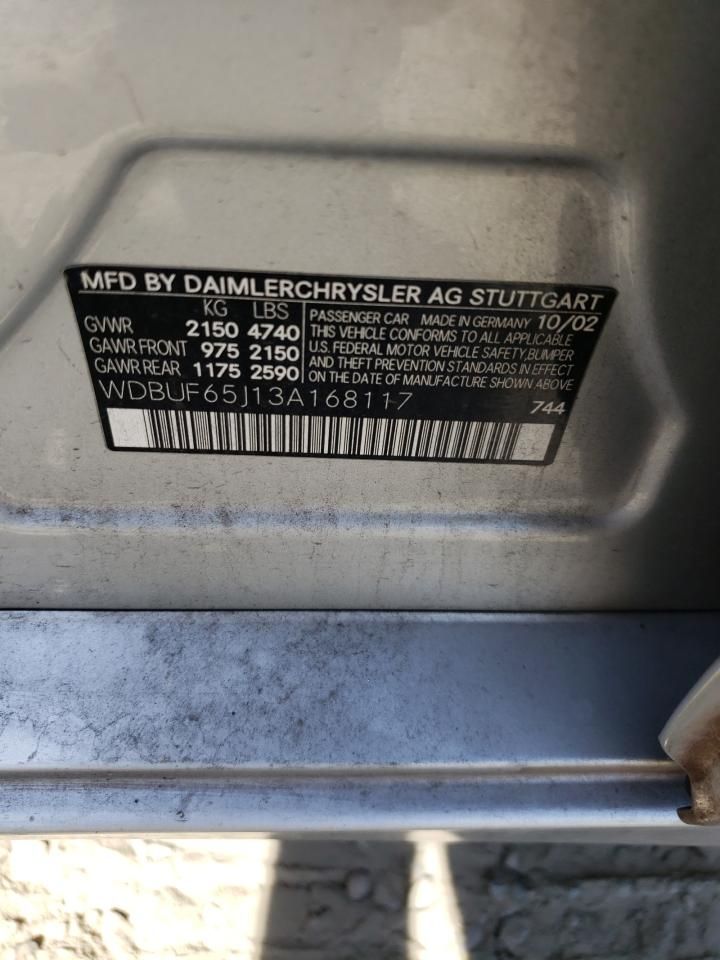 MFD BY DAIMLERCHRYSLER AG STUTTGART
KG LBS
GVWR 2150 4740
GAWR FRONT 975 2150
GAWR REAR 1175 2590
PASSENGER CAR MADE IN GERMANY 10/02
THIS VEHICLE CONFORMS TO ALL APPLICABLE
U.S. FEDERAL MOTOR VEHICLE SAFETY,BUMPER
AND THEFT PREVENTION STANDARDS IN EFFECT
ON DATE OF MANUFACTURE SHOWN ABOVE.
WDBUF65J13A168117
744